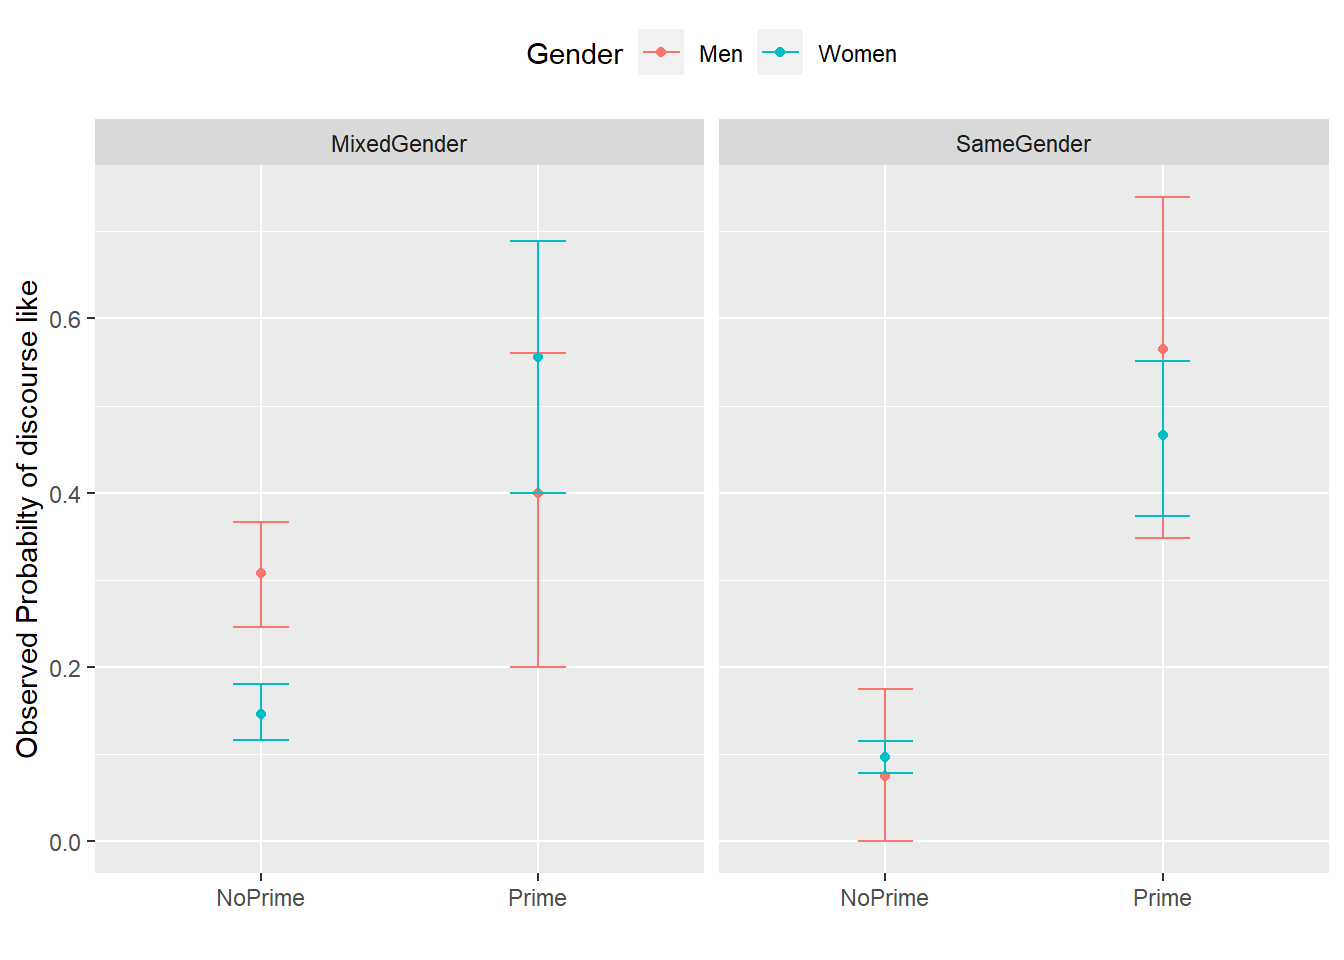 Gender Men Women
MixedGender
SameGender
Observed Probabilty of discourse like
0.6
0.4
0.2
0.0
NoPrime
Prime
NoPrime
Prime